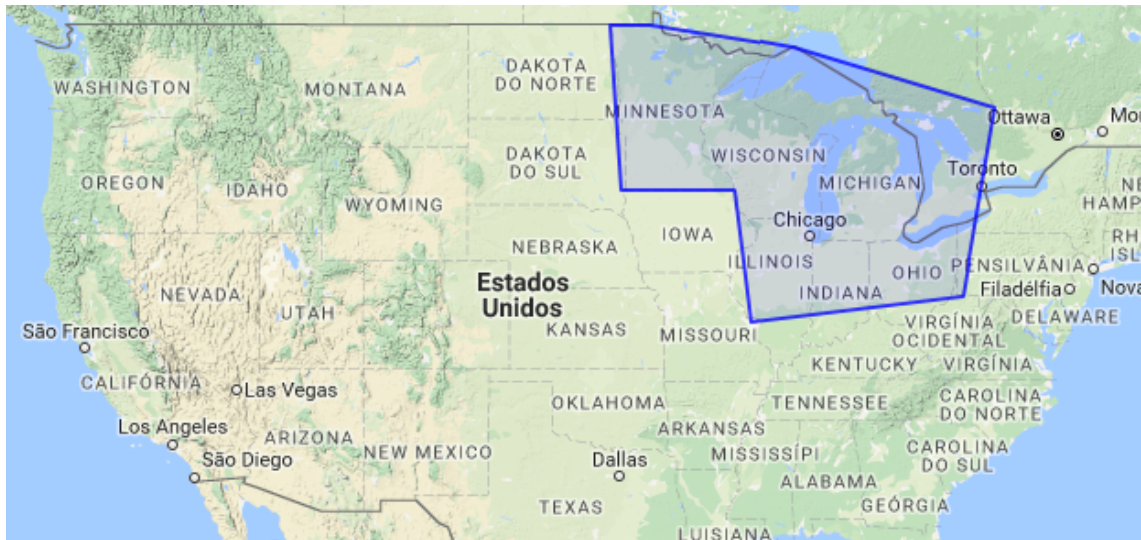 DAKOTA
DO NORTE
WASHINGTON
MONTANA
MINNESOTA
Ottawa
Mor
DAKOTA
DO SUL
WISCONSIN
Toronto
OREGON
IDAHO
MICHIGAN
WYOMING
NE
HAMP
Chicago
IOWA
NEBRASKA
RH
ISL
ILLINOIS
OHIO
PENSILVÂNIA
Estados
Unidos
NEVADA
INDIANA
Filadélfia
Nova
UTAH
DELAWARE
São Francisco
KANSAS
MISSOURI
VIRGÍNIA
OCIDENTAL
KENTUCKY
VIRGÍNIA
CALIFÓRNIA
Las Vegas
OKLAHOMA
TENNESSEE
CAROLINA
DO NORTE
Los Angeles
ARIZONA
NEW MEXICO
ARKANSAS
MISSISSÍPI
CAROLINA
DO SUL
São Diego
Dallas
ALABAMA
TEXAS
GEÓRGIA
LUISIANA